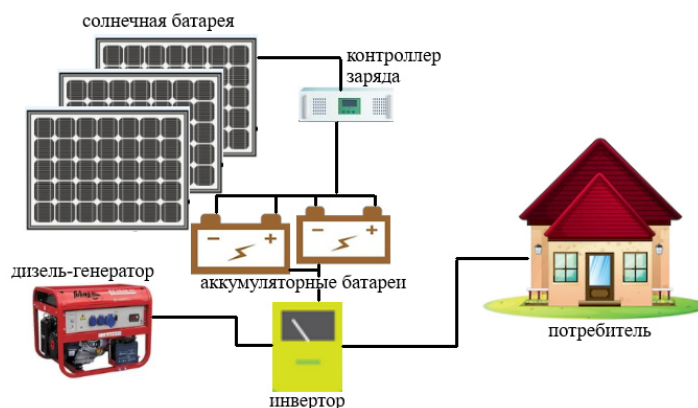 солнечная батарея
контроллер
заряда
аккумуляторные батареи
дизель-генератор
потребитель
инвертор